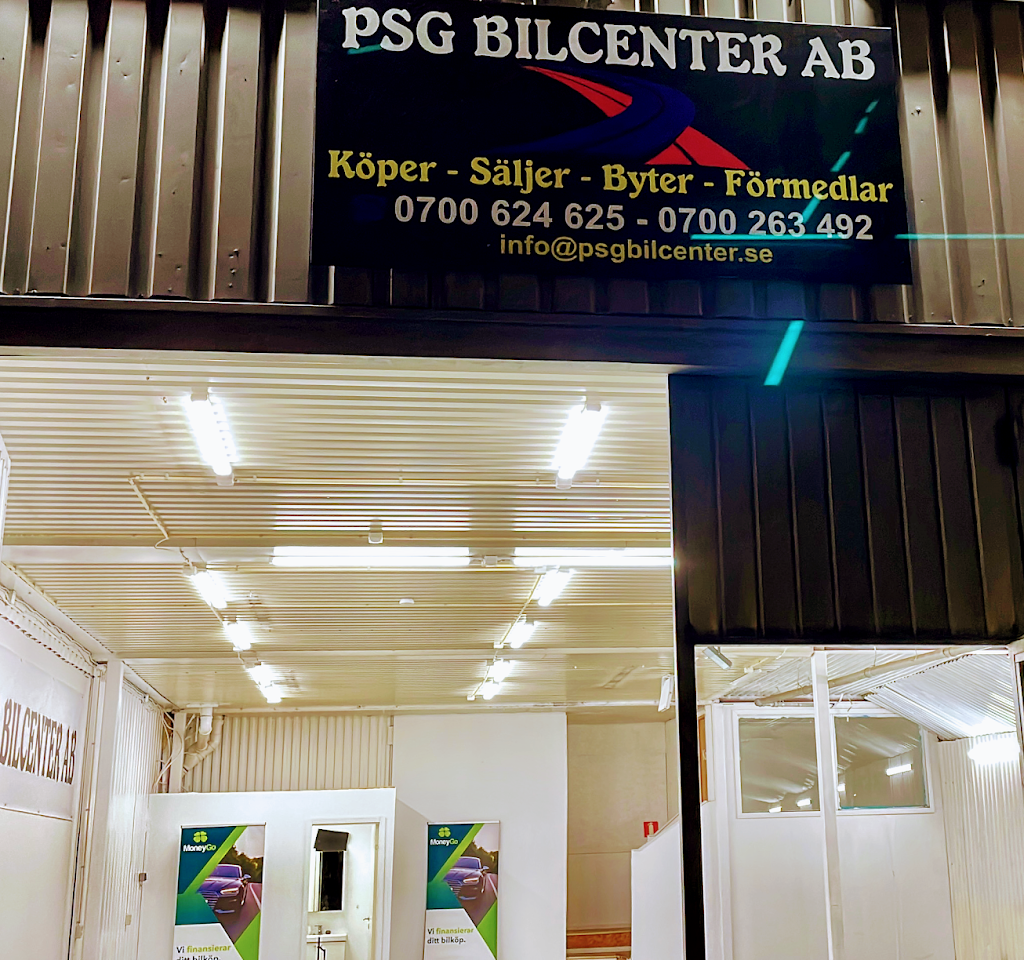 PSG BILCENTER AB
Köper - Säljer - Byter - Förmedlar
0700 624 625 - 0700 263 492
info@psgbilcenter.se
BILCENTER AB
MoneyGo
Vi finansierar
ditt bilköp.
MoneyGo
Vi finansierar
ditt bilköp.